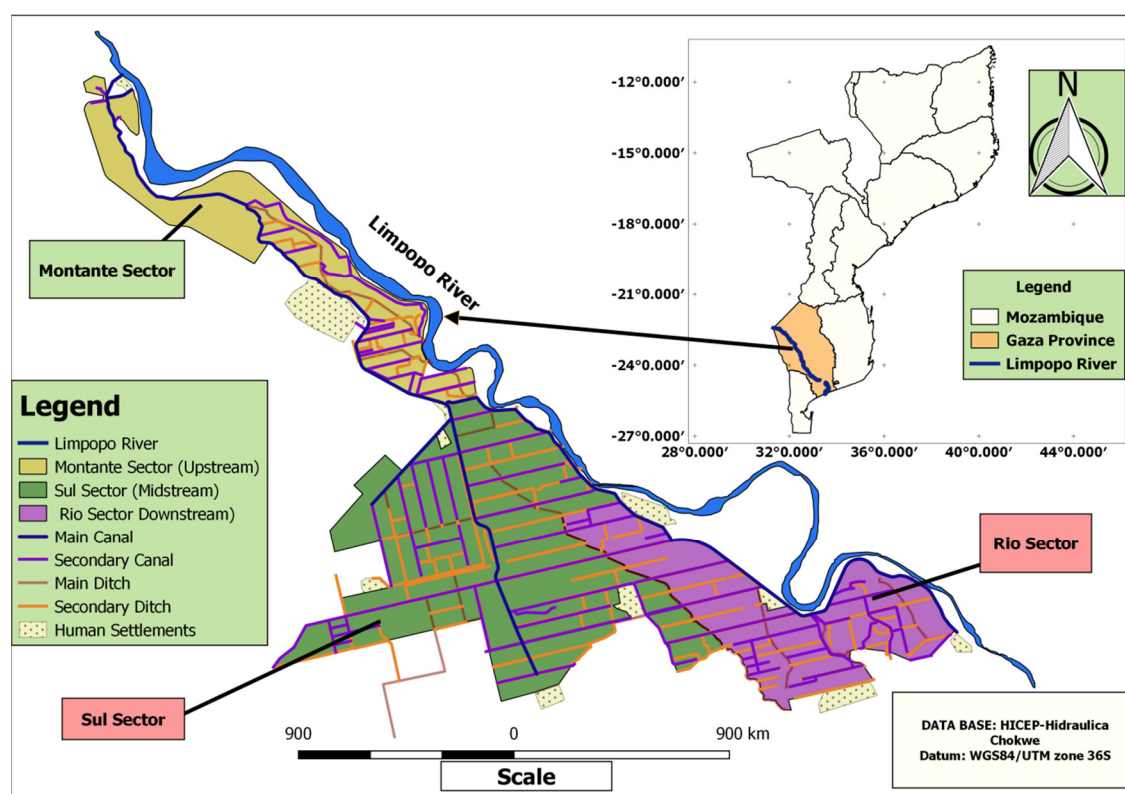 -12°0.000′
-15°0.000′
-18°0.000′
-21°0.000′
-24°0.000′
-27°0.000′
28°0.000′
32°0.000′
36°0.000′
40°0.000′
44°0.000′
N
Legend
Mozambique
Gaza Province
Limpopo River
Limpopo River
Montante Sector
Legend
Limpopo River
Montante Sector (Upstream)
Sul Sector (Midstream)
Rio Sector Downstream)
Main Canal
Secondary Canal
Main Ditch
Secondary Ditch
Human Settlements
Rio Sector
Sul Sector
900
0
900 km
Scale
DATA BASE: HICEP-Hidraulica
Chokwe
Datum: WGS84/UTM zone 36S